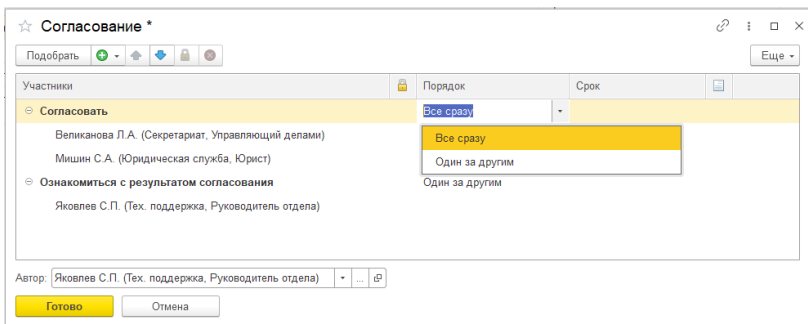 Согласование *
Подобрать Еще
Участники Порядок Срок
Согласовать Все сразу
Великанова Л.А. (Секретариат, Управляющий делами) Все сразу
Мишин С.А. (Юридическая служба, Юрист) Один за другим
Ознакомиться с результатом согласования Один за другим
Яковлев С.П. (Тех. поддержка, Руководитель отдела)
Автор: Яковлев С.П. (Тех. поддержка, Руководитель отдела) ...
Готово Отмена